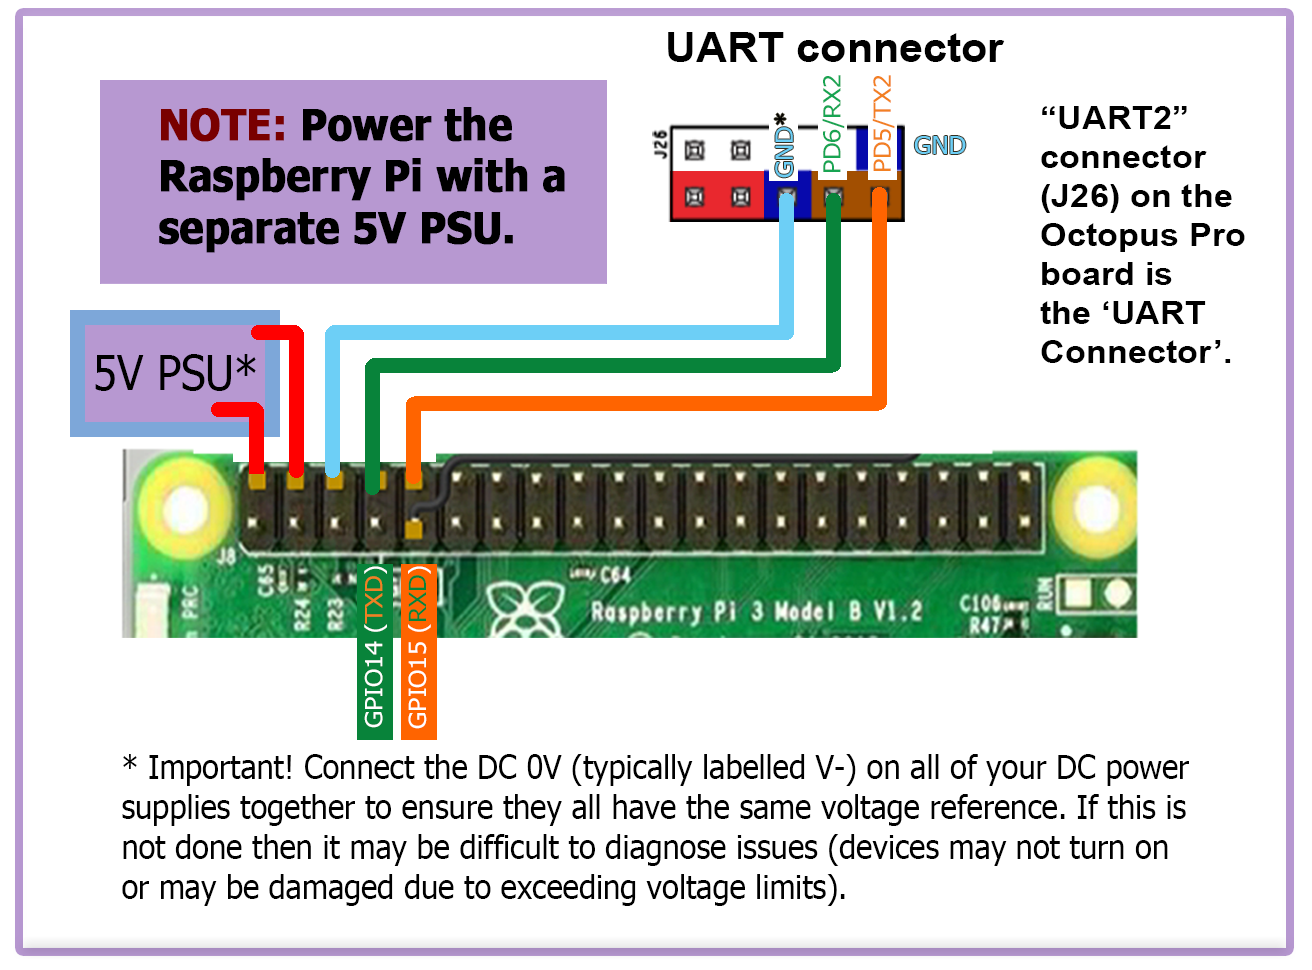 UART connector
NOTE: Power the
Raspberry Pi with a
separate 5V PSU.
J26
GND*
PD6/RX2
PD5/TX2
GND
“UART2”
connector
(J26) on the
Octopus Pro
board is
the ‘UART
Connector’.
5V PSU*
J8
C65
R24
R23
PRC
C64
Raspberry Pi 3 Model B V1.2
C106
R47
RUN
GPIO14 (TXD)
GPIO15 (RXD)
* Important! Connect the DC 0V (typically labelled V-) on all of your DC power
supplies together to ensure they all have the same voltage reference. If this is
not done then it may be difficult to diagnose issues (devices may not turn on
or may be damaged due to exceeding voltage limits).